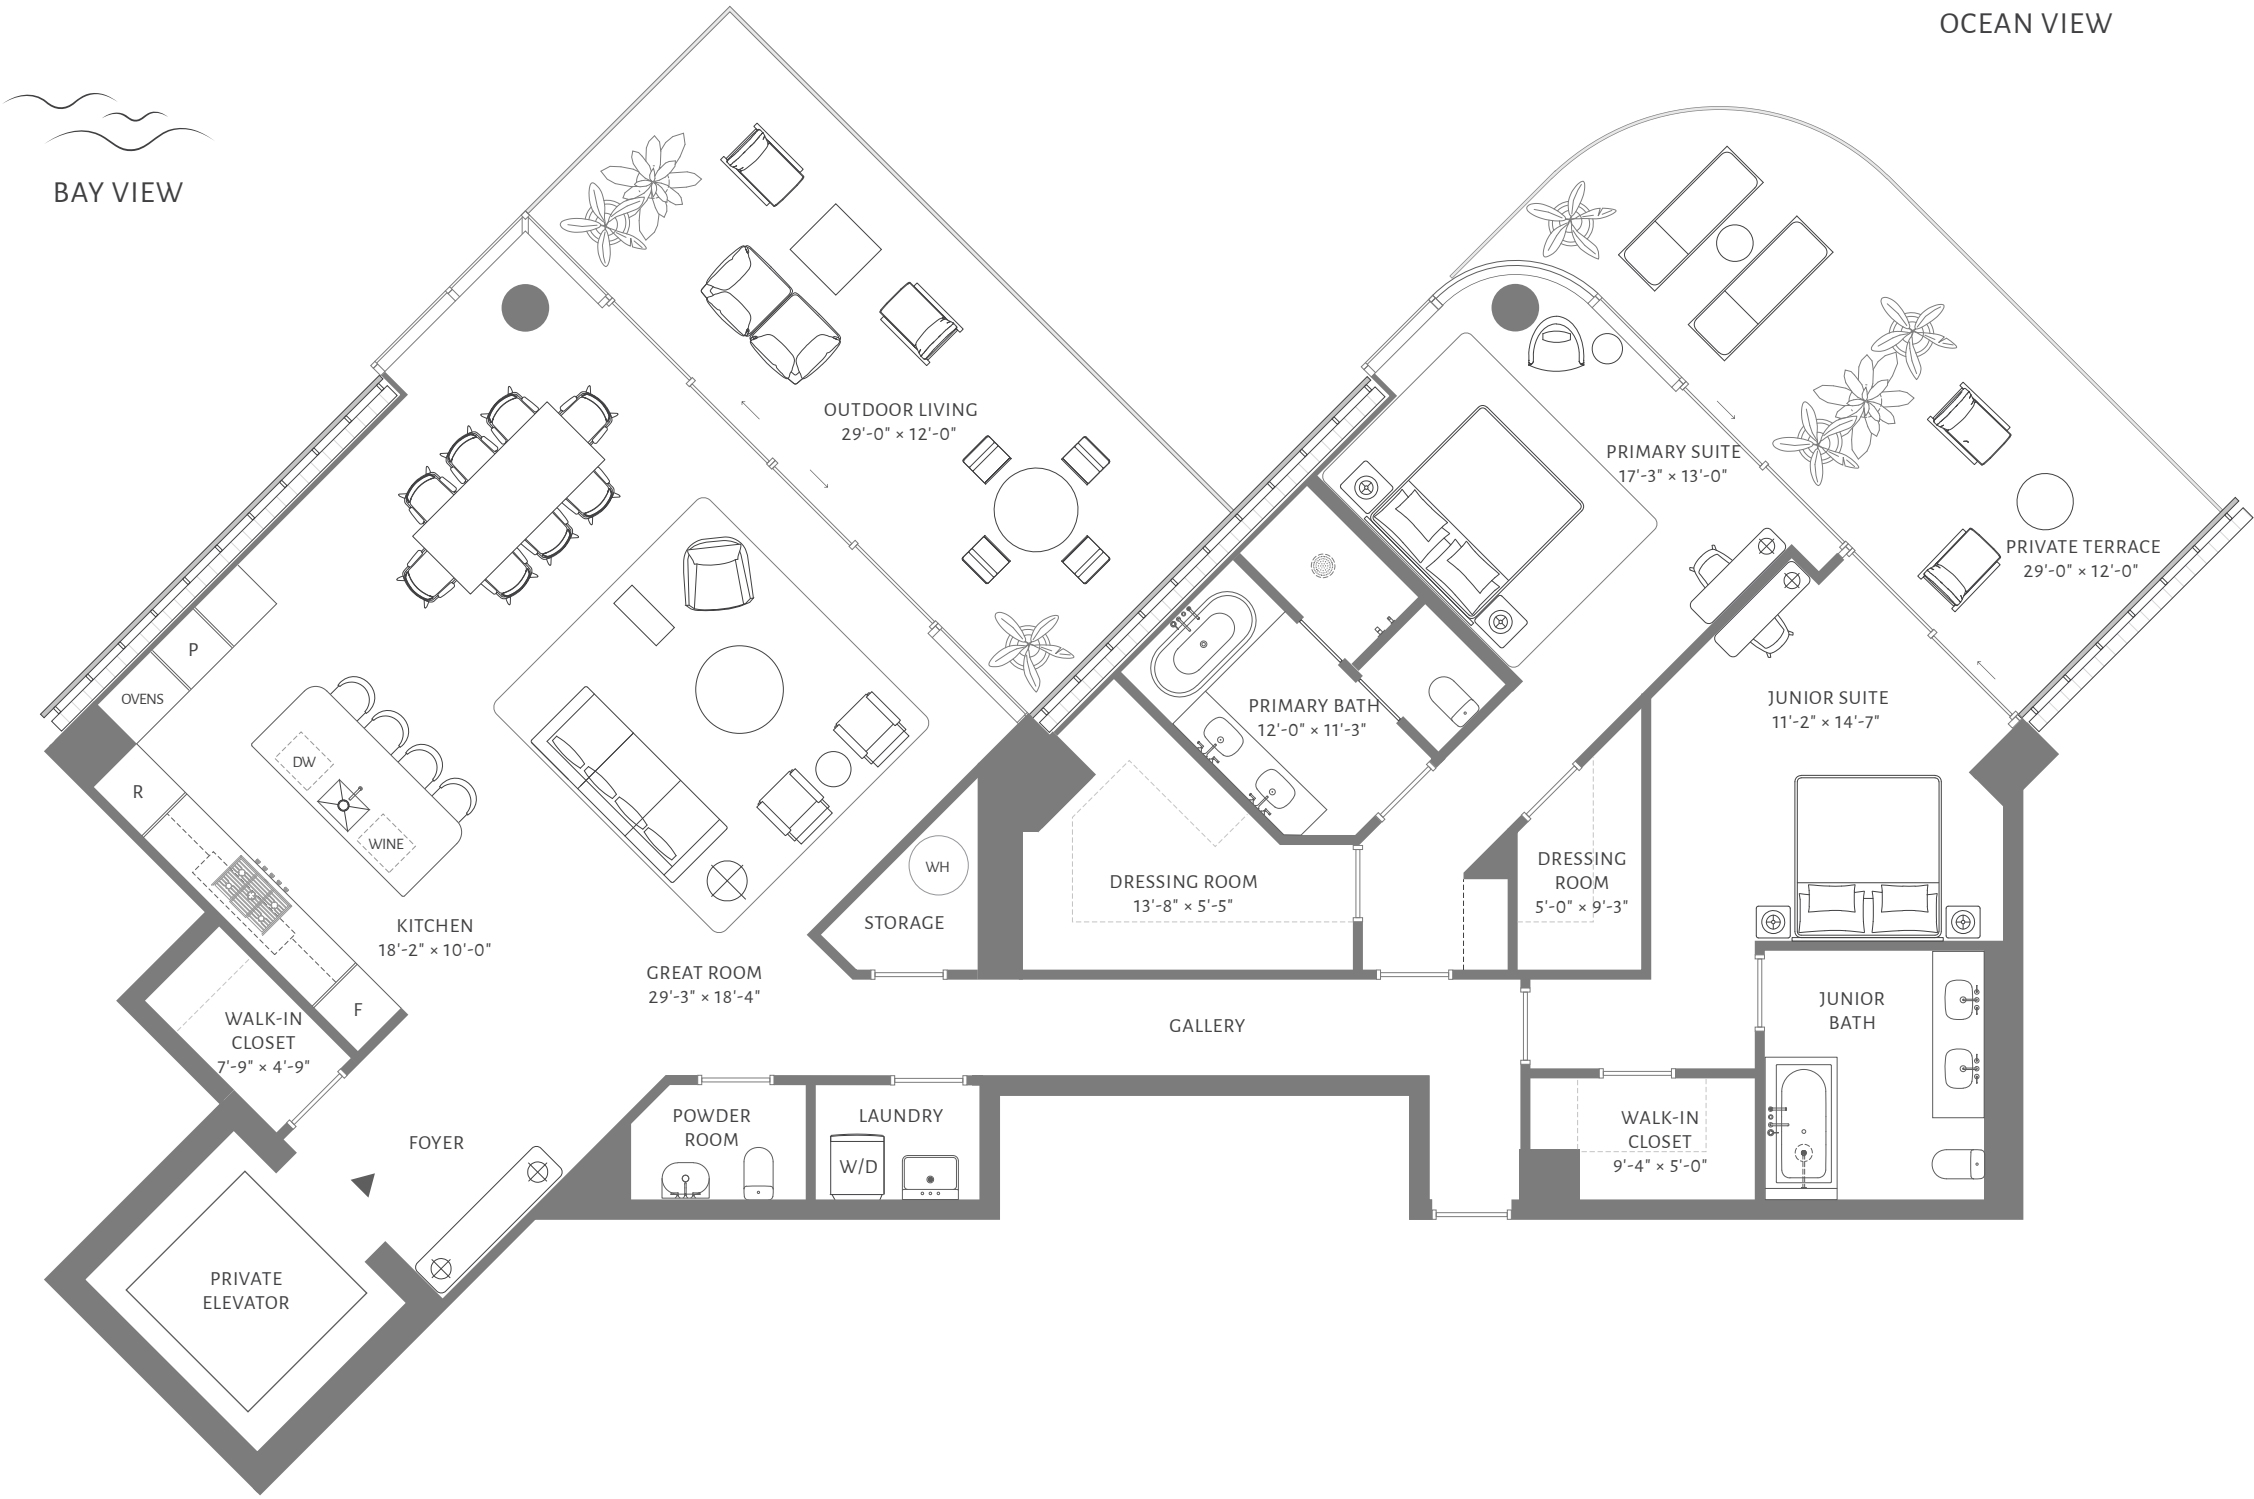 OCEAN VIEW
BAY VIEW
OUTDOOR LIVING
29'-0" × 12'-0"
PRIMARY SUITE
17'-3" × 13'-0"
PRIVATE TERRACE
29'-0" × 12'-0"
P
OVENS
DW
R
WINE
KITCHEN
18'-2" × 10'-0"
F
GREAT ROOM
29'-3" × 18'-4"
WH
STORAGE
PRIMARY BATH
12'-0" × 11'-3"
DRESSING ROOM
13'-8" × 5'-5"
DRESSING
ROOM
5'-0" × 9'-3"
JUNIOR SUITE
11'-2" × 14'-7"
JUNIOR
BATH
WALK-IN
CLOSET
7'-9" × 4'-9"
GALLERY
FOYER
POWDER
ROOM
LAUNDRY
W/D
WALK-IN
CLOSET
9'-4" × 5'-0"
PRIVATE
ELEVATOR